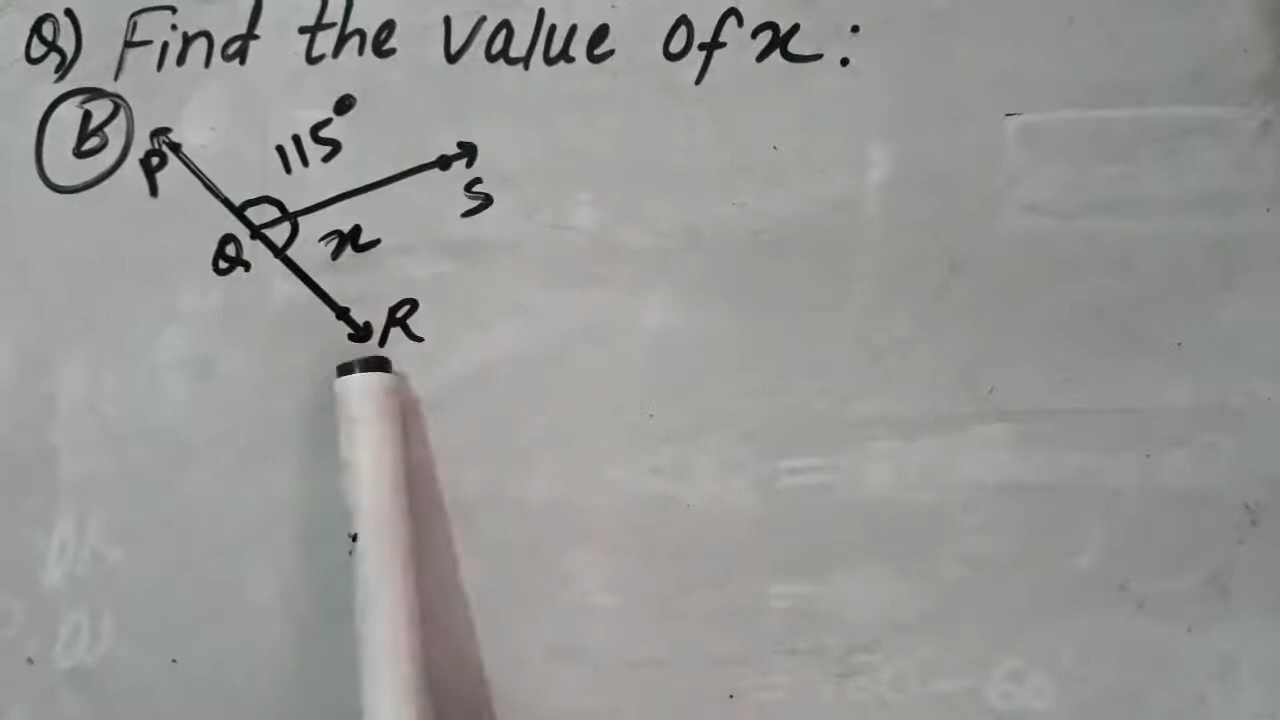 Q) Find the value of x:
B
115°
P
S
Q x
R